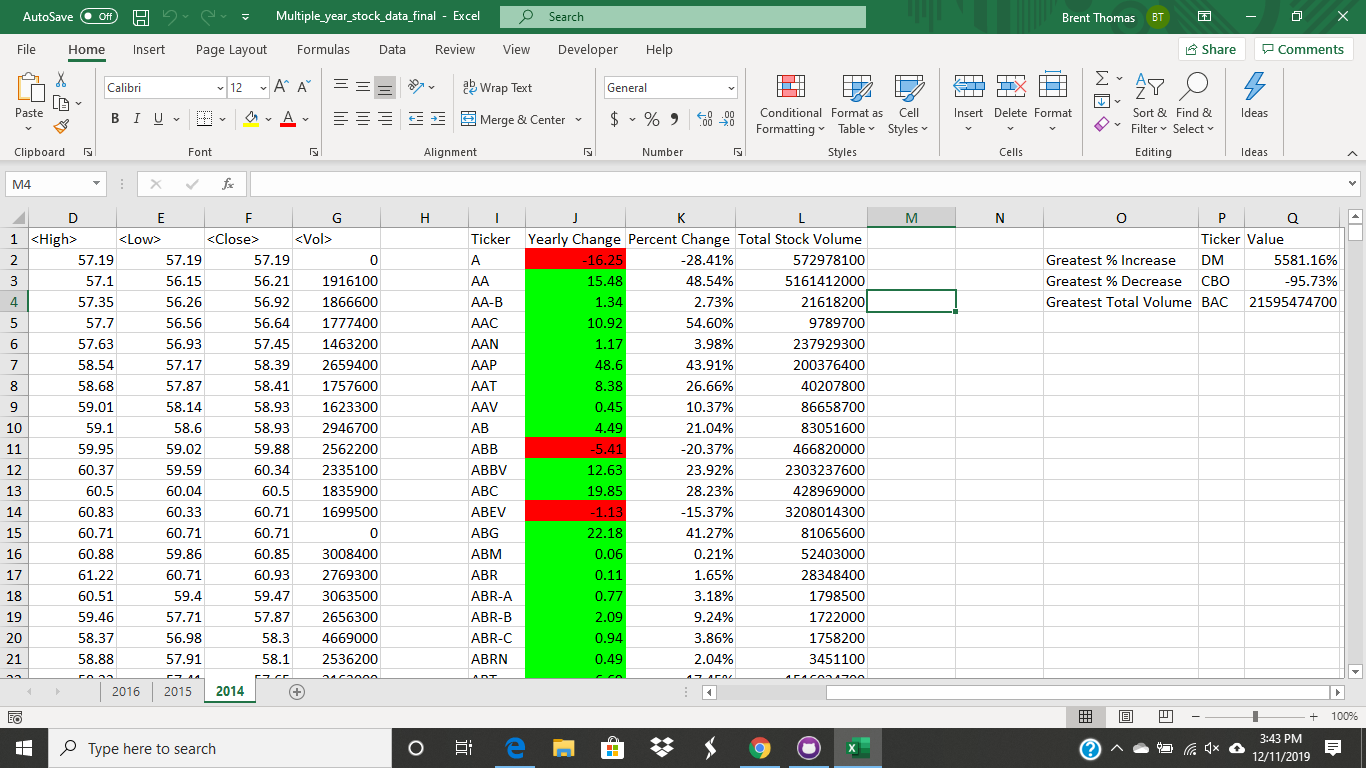 AutoSave Off Multiple_year_stock_data_final - Excel Search Brent Thomas BT
File Home Insert Page Layout Formulas Data Review View Developer Help Share Comments
Calibri 12 Wrap Text General
Paste B I U A Merge & Center $ % Conditional Formatting Format as Table Cell Styles Insert Delete Format Sort & Filter Find & Select Ideas
Clipboard Font Alignment Number Styles Cells Editing Ideas
M4 fx
D E F G H I J K L M N O P Q
1 <High> <Low> <Close> <Vol> Ticker Yearly Change Percent Change Total Stock Volume Ticker Value
2 57.19 57.19 57.19 0 A -16.25 -28.41% 572978100 Greatest % Increase DM 5581.16%
3 57.1 56.15 56.21 1916100 AA 15.48 48.54% 5161412000 Greatest % Decrease CBO -95.73%
4 57.35 56.26 56.92 1866600 AA-B 1.34 2.73% 21618200 Greatest Total Volume BAC 21595474700
5 57.7 56.56 56.64 1777400 AAC 10.92 54.60% 9789700
6 57.63 56.93 57.45 1463200 AAN 1.17 3.98% 237929300
7 58.54 57.17 58.39 2659400 AAP 48.6 43.91% 200376400
8 58.68 57.87 58.41 1757600 AAT 8.38 26.66% 40207800
9 59.01 58.14 58.93 1623300 AAV 0.45 10.37% 86658700
10 59.1 58.6 58.93 2946700 AB 4.49 21.04% 83051600
11 59.95 59.02 59.88 2562200 ABB -5.41 -20.37% 466820000
12 60.37 59.59 60.34 2335100 ABBV 12.63 23.92% 2303237600
13 60.5 60.04 60.5 1835900 ABC 19.85 28.23% 428969000
14 60.83 60.33 60.71 1699500 ABEV -1.13 -15.37% 3208014300
15 60.71 60.71 60.71 0 ABG 22.18 41.27% 81065600
16 60.88 59.86 60.85 3008400 ABM 0.06 0.21% 52403000
17 61.22 60.71 60.93 2769300 ABR 0.11 1.65% 28348400
18 60.51 59.4 59.47 3063500 ABR-A 0.77 3.18% 1798500
19 59.46 57.71 57.87 2656300 ABR-B 2.09 9.24% 1722000
20 58.37 56.98 58.3 4669000 ABR-C 0.94 3.86% 1758200
21 58.88 57.91 58.1 2536200 ABRN 0.49 2.04% 3451100
2016 2015 2014
100%
Type here to search 3:43 PM
12/11/2019